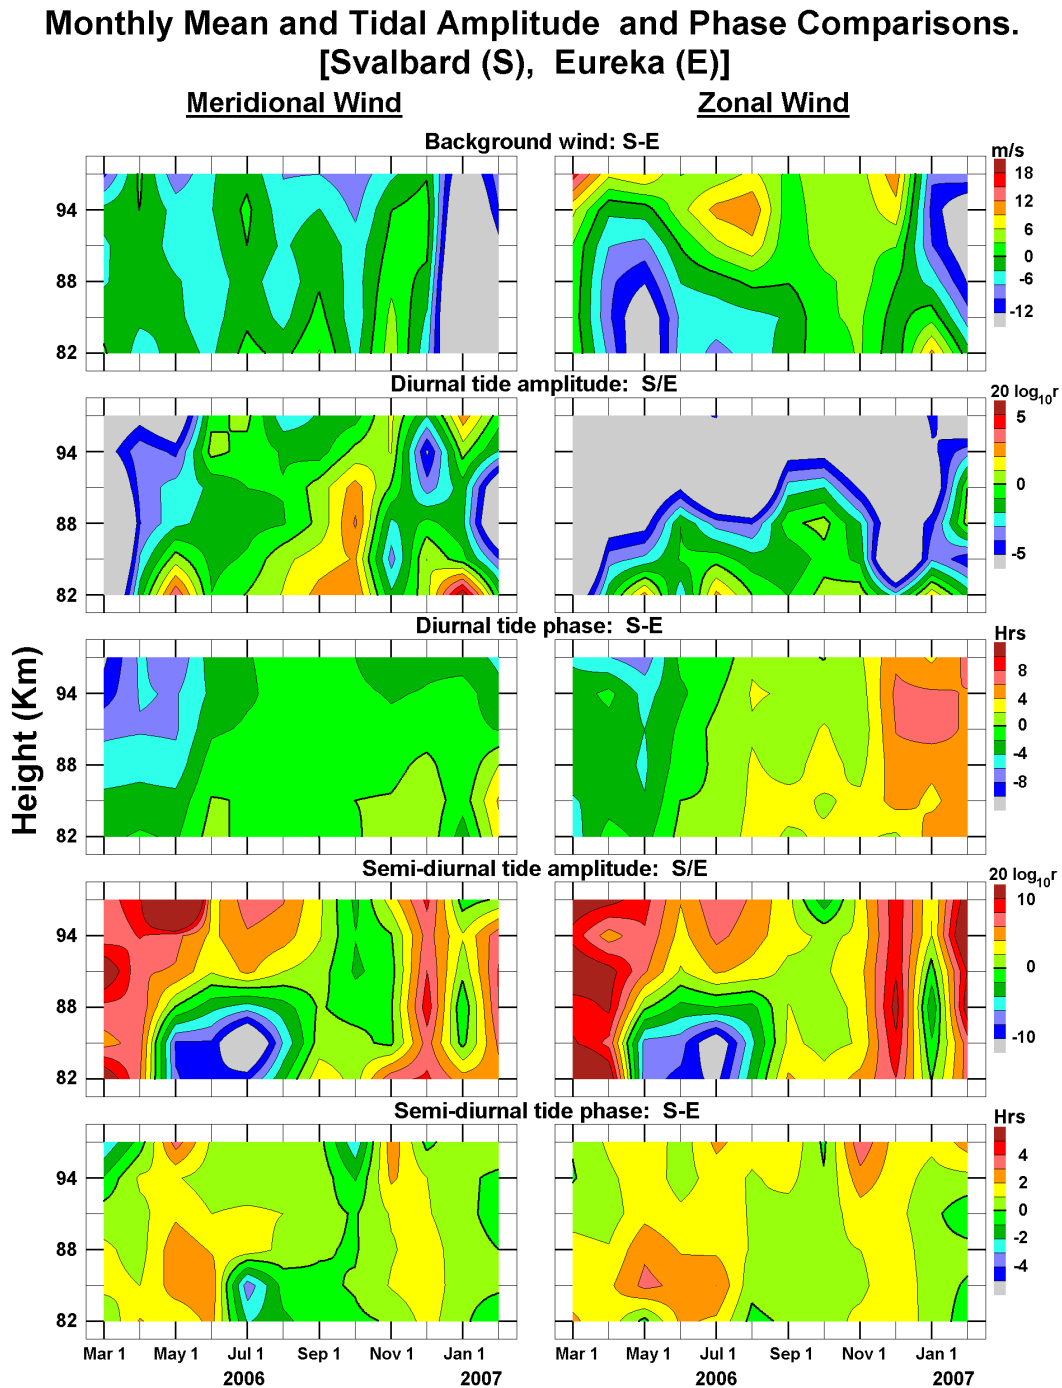 Monthly Mean and Tidal Amplitude and Phase Comparisons.
[Svalbard (S), Eureka (E)]
Meridional Wind Zonal Wind
Background wind: S-E
m/s
94
88
82
18
12
6
0
-6
-12
Diurnal tide amplitude: S/E
20 log10r
94
88
82
5
0
-5
Diurnal tide phase: S-E
Hrs
94
88
82
8
4
0
-4
-8
Height (Km)
Semi-diurnal tide amplitude: S/E
20 log10r
94
88
82
10
0
-10
Semi-diurnal tide phase: S-E
Hrs
94
88
82
4
2
0
-2
-4
Mar 1 May 1 Jul 1 Sep 1 Nov 1 Jan 1 Mar 1 May 1 Jul 1 Sep 1 Nov 1 Jan 1
2006 2007 2006 2007